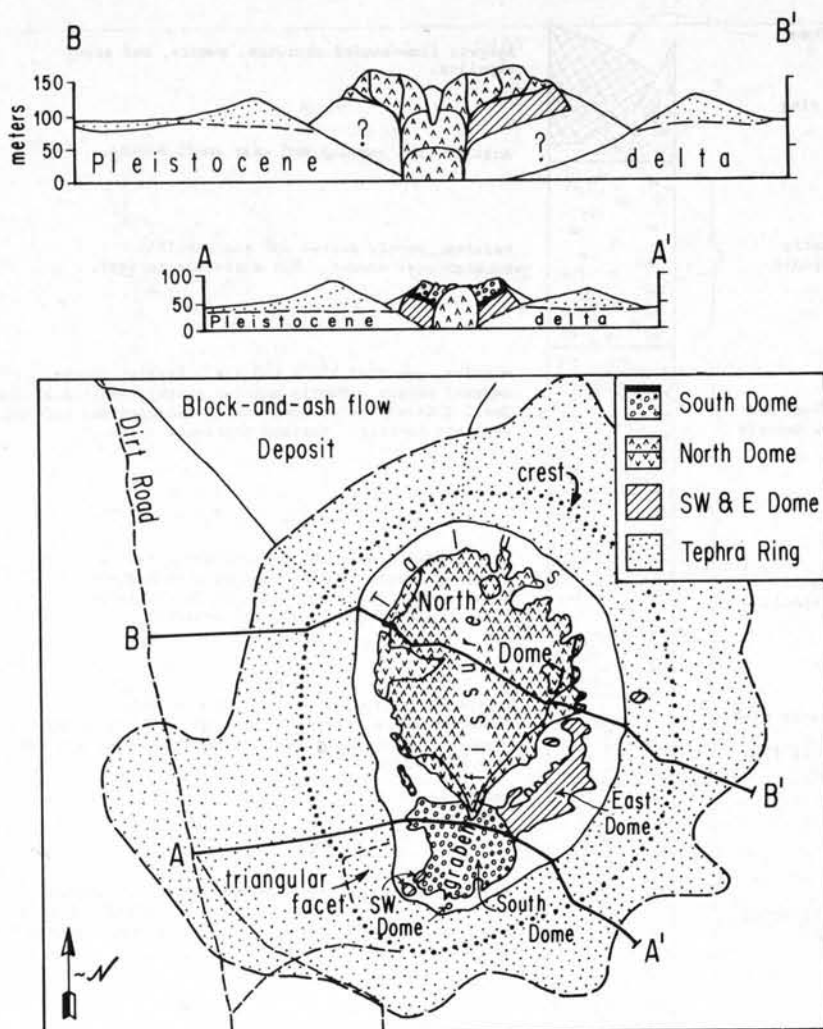 B
B'
150
100
50
0
meters
?
?
Pleistocene
delta
A
A'
100
50
0
Pleistocene
delta
Block-and-ash flow
Deposit
Dirt Road
crest
South Dome
North Dome
SW & E Dome
Tephra Ring
Talus
North
Dome
fissure
B
B'
East
Dome
A
A'
graben
triangular
facet
SW.
Dome
South
Dome
~N